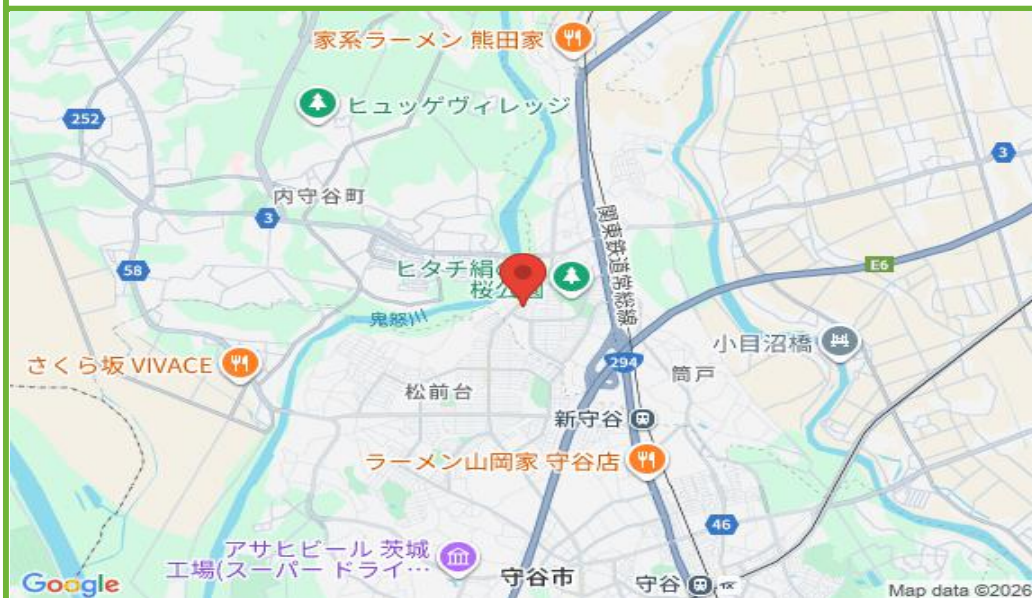 家系ラーメン 熊田家
252
ヒュッゲヴィレッジ
3
内守谷町
3
関東鉄道常総線
58
ヒタチ絹
桜公園
E6
鬼怒川
小目沼橋
さくら坂 VIVACE
294
筒戸
松前台
新守谷
ラーメン山岡家 守谷店
46
アサヒビール 茨城
工場(スーパードライ…
守谷市
守谷
Google
Map data ©2026